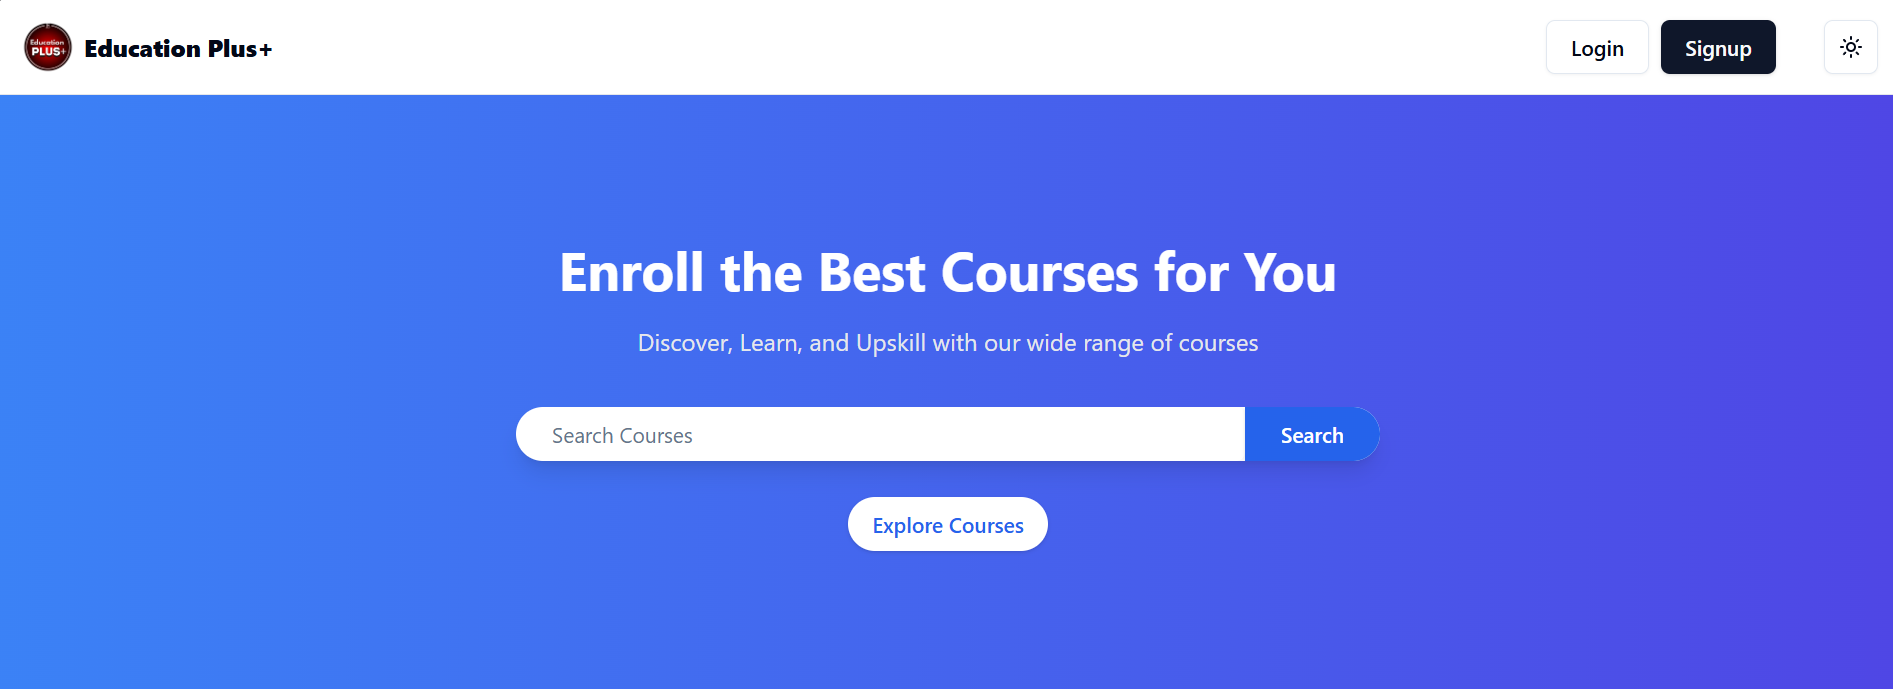 Education
PLUS+
Education Plus+
Login
Signup
Enroll the Best Courses for You
Discover, Learn, and Upskill with our wide range of courses
Search Courses
Search
Explore Courses